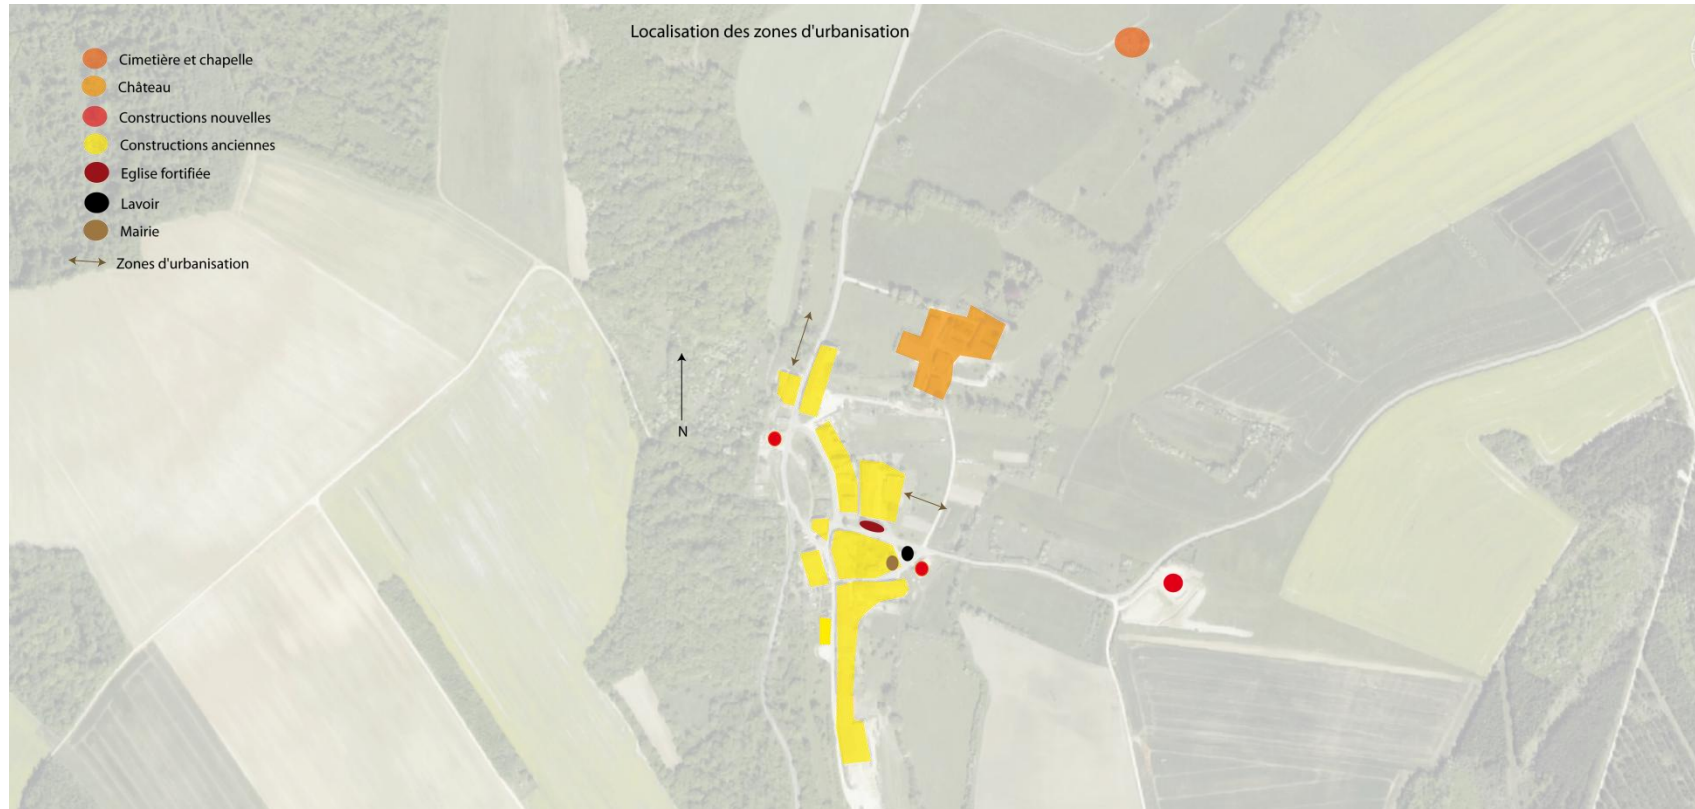 Localisation des zones d'urbanisation
Cimetière et chapelle
Château
Constructions nouvelles
Constructions anciennes
Eglise fortifiée
Lavoir
Mairie
Zones d'urbanisation
N